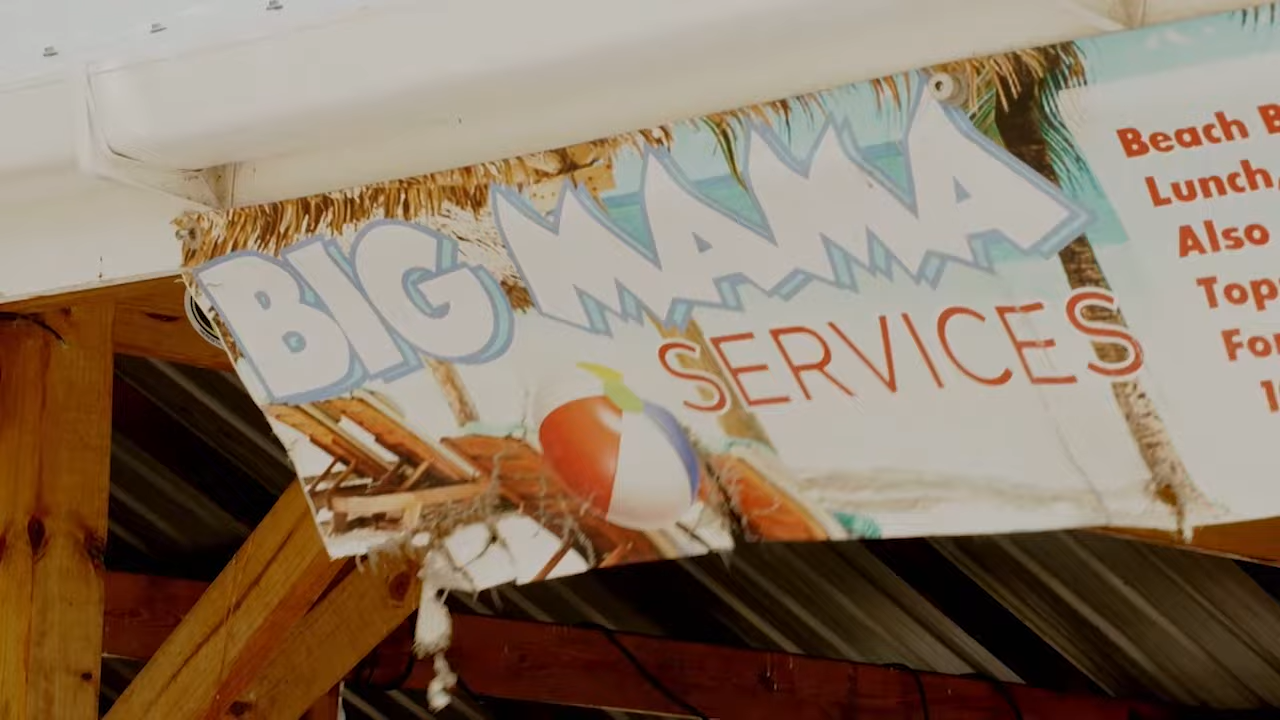 BIG MAMA
SERVICES
Beach
Lunch,
Also
Top
For